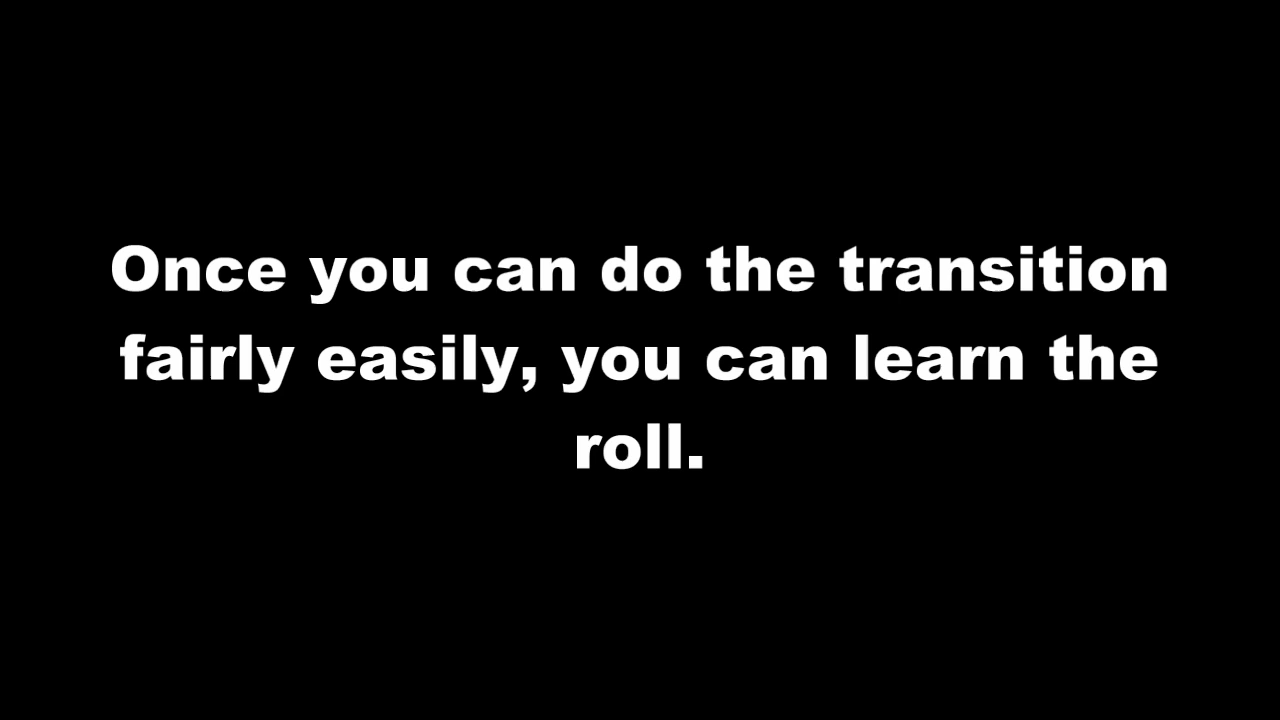 Once you can do the transition
fairly easily, you can learn the
roll.